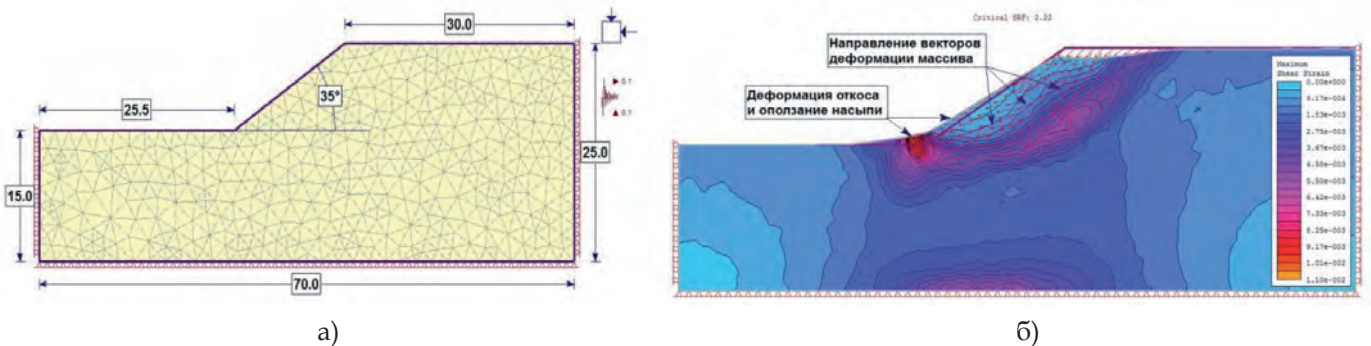 30.0
25.5
35°
0.1
0.1
25.0
15.0
70.0
а)
Critical SRF: 0.22
Направление векторов
деформации массива
Деформация откоса
и оползание насыпи
Maximum
Shear Strain
0.00e+000
9.17e-004
1.83e-003
2.75e-003
3.67e-003
4.58e-003
5.50e-003
6.42e-003
7.33e-003
8.25e-003
9.17e-003
1.01e-002
1.10e-002
б)